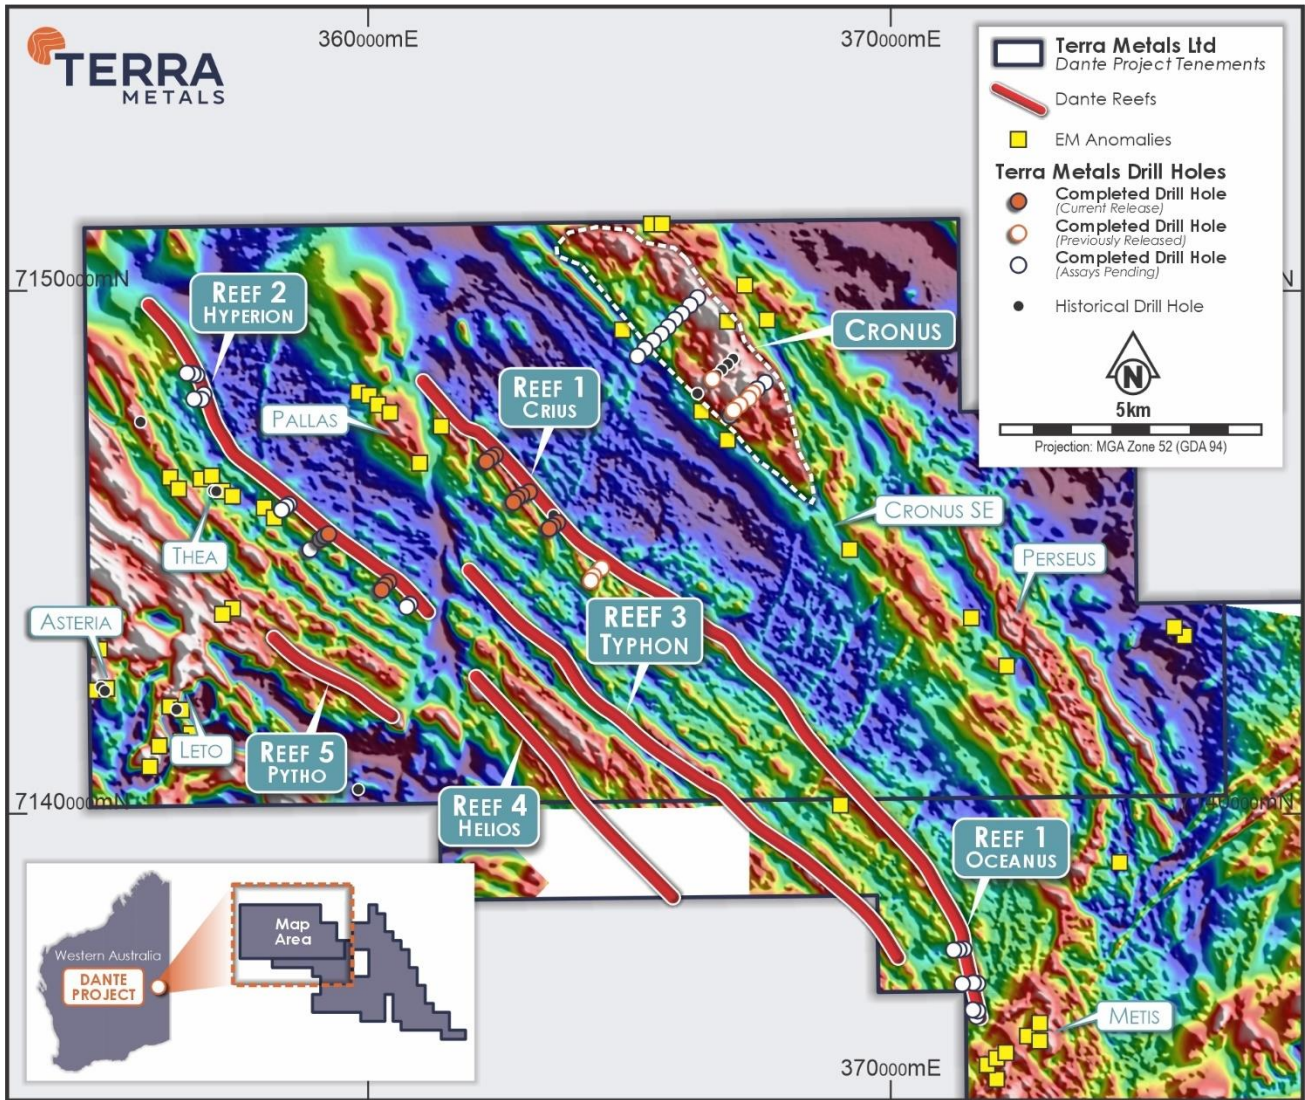 360000mE
370000mE
TERRA
METALS
Terra Metals Ltd
Dante Project Tenements
Dante Reefs
EM Anomalies
Terra Metals Drill Holes
Completed Drill Hole
(Current Release)
Completed Drill Hole
(Previously Released)
Completed Drill Hole
(Assays Pending)
Historical Drill Hole
N
5km
Projection: MGA Zone 52 (GDA 94)
7150000mN
N
REEF 2
HYPERION
CRONUS
REEF 1
CRIUS
PALLAS
CRONUS SE
THEA
PERSEUS
ASTERIA
REEF 3
TYPHON
LETO
REEF 5
PYTHO
7140000mN
REEF 4
HELIOS
40000mN
REEF 1
OCEANUS
METIS
Western Australia
DANTE
PROJECT
Map
Area
370000mE